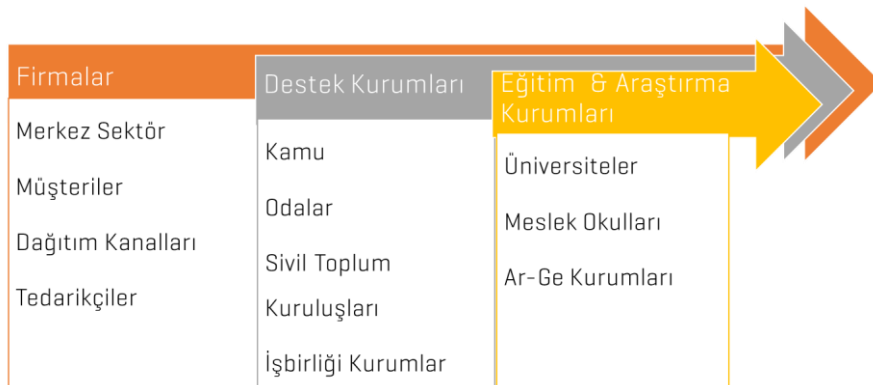 Firmalar
Merkez Sektör
Müşteriler
Dağıtım Kanalları
Tedarikçiler
Destek Kurumları
Kamu
Odalar
Sivil Toplum
Kuruluşları
İşbirliği Kurumlar
Eğitim & Araştırma
Kurumları
Üniversiteler
Meslek Okulları
Ar-Ge Kurumları